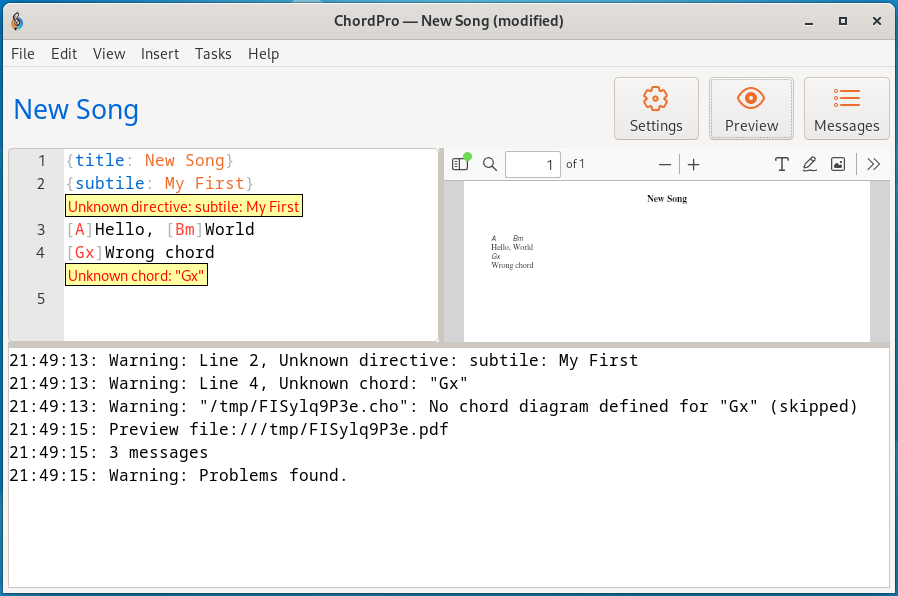 ChordPro — New Song (modified)
File Edit View Insert Tasks Help
New Song
Settings Preview Messages
1 {title: New Song}
2 {subtile: My First}
Unknown directive: subtile: My First
3 [A]Hello, [Bm]World
4 [Gx]Wrong chord
Unknown chord: "Gx"
5
1 of 1
New Song
A Bm
Hello, World
Gx
Wrong chord
21:49:13: Warning: Line 2, Unknown directive: subtile: My First
21:49:13: Warning: Line 4, Unknown chord: "Gx"
21:49:13: Warning: "/tmp/FISylq9P3e.cho": No chord diagram defined for "Gx" (skipped)
21:49:15: Preview file:///tmp/FISylq9P3e.pdf
21:49:15: 3 messages
21:49:15: Warning: Problems found.